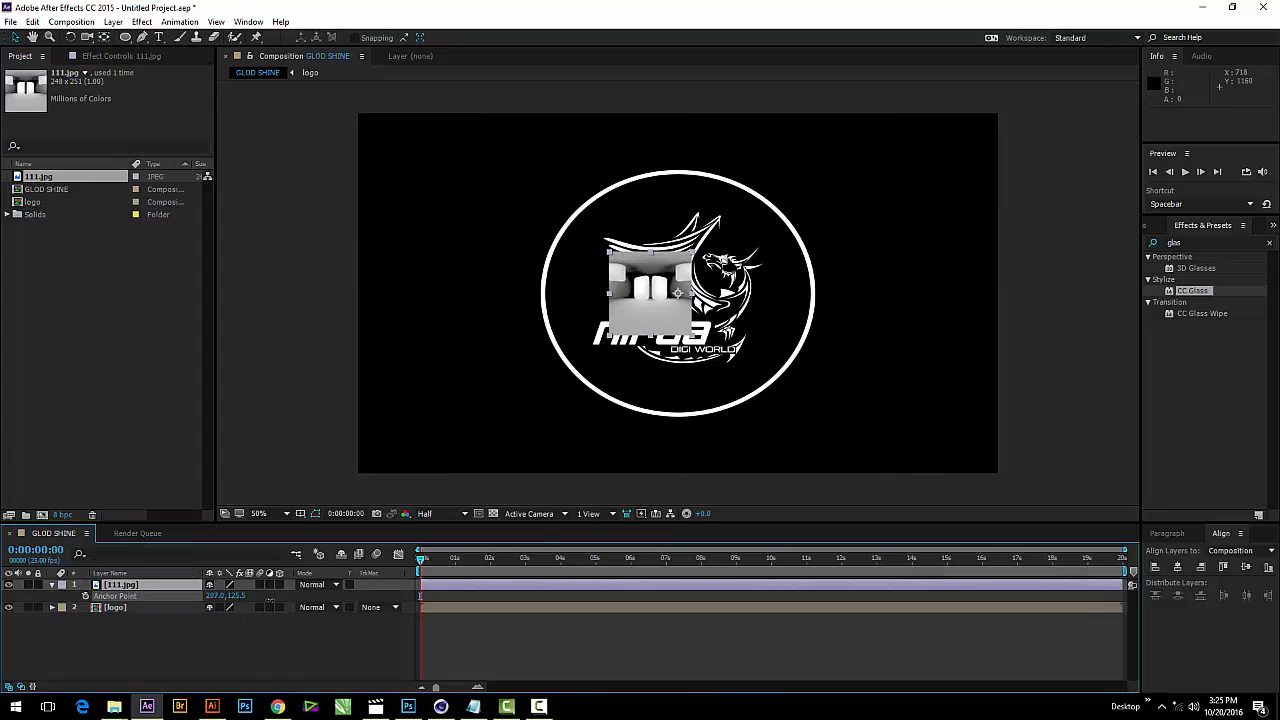 Adobe After Effects CC 2015 - Untitled Project.aep *
File Edit Composition Layer Effect Animation View Window Help
Snapping Workspace: Standard Search Help
Project Effect Controls 111.jpg Composition GLOD SHINE Layer (none) Info Audio
GLOD SHINE logo
111.jpg , used 1 time
248 x 251 (1.00)
Millions of Colors
R: X: 718
G: Y: 1160
B:
A: 0
Preview
Shortcut
Spacebar
Effects & Presets
glas
Perspective
3D Glasses
Stylize
CC Glass
Transition
CC Glass Wipe
Name Type Size
111.jpg JPEG
GLOD SHINE Composi...
logo Composi...
Solids Folder
DIGI WORLD
8 bpc 50% 0:00:00:00 Half Active Camera 1 View +0.0
GLOD SHINE Render Queue Paragraph Align
0:00:00:00
00000 (25.00 fps)
01s 02s 03s 04s 05s 06s 07s 08s 09s 10s 11s 12s 13s 14s 15s 16s 17s 18s 19s 20s
Align Layers to: Composition
Distribute Layers:
# Layer Name Mode T TrkMat
1 [111.jpg] Normal
Anchor Point 207.0,125.5
2 [logo] Normal None
Desktop 3:25 PM
10/20/2016